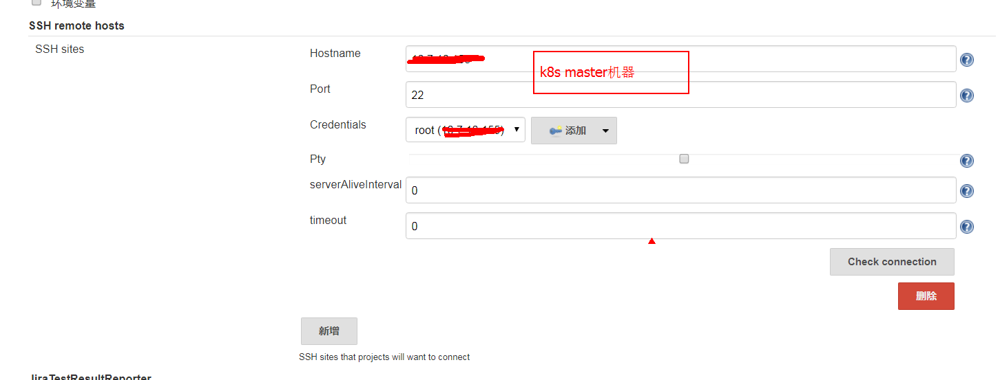 环境变量
SSH remote hosts
SSH sites
Hostname
k8s master机器
Port
22
Credentials
root (
添加
Pty
serverAliveInterval
0
timeout
0
Check connection
删除
新增
SSH sites that projects will want to connect
JiraTestResultReporter